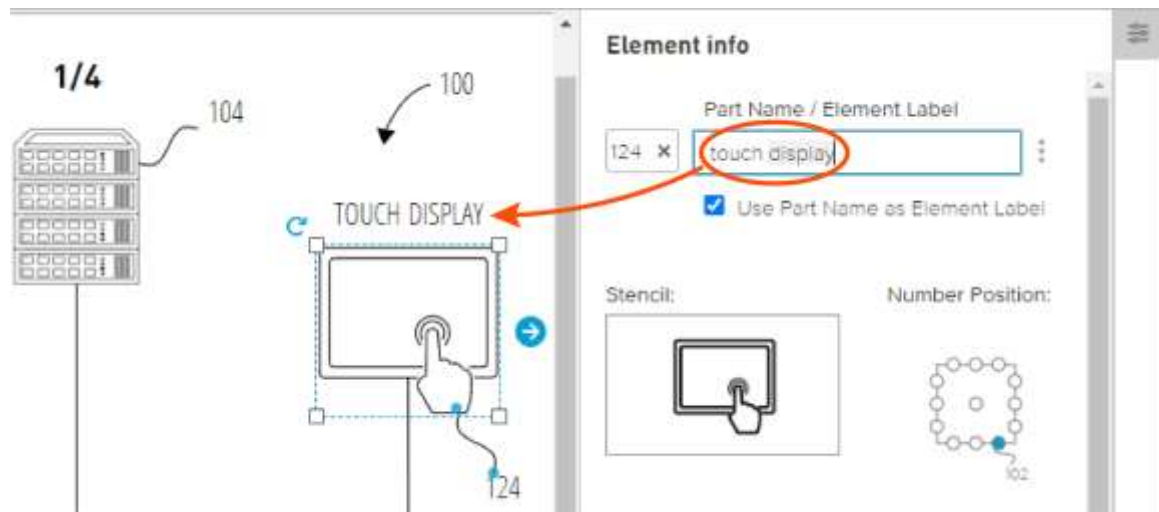 1/4
104
100
TOUCH DISPLAY
124
Element info
Part Name / Element Label
124 ×
touch display
Use Part Name as Element Label
Stencil:
Number Position:
102